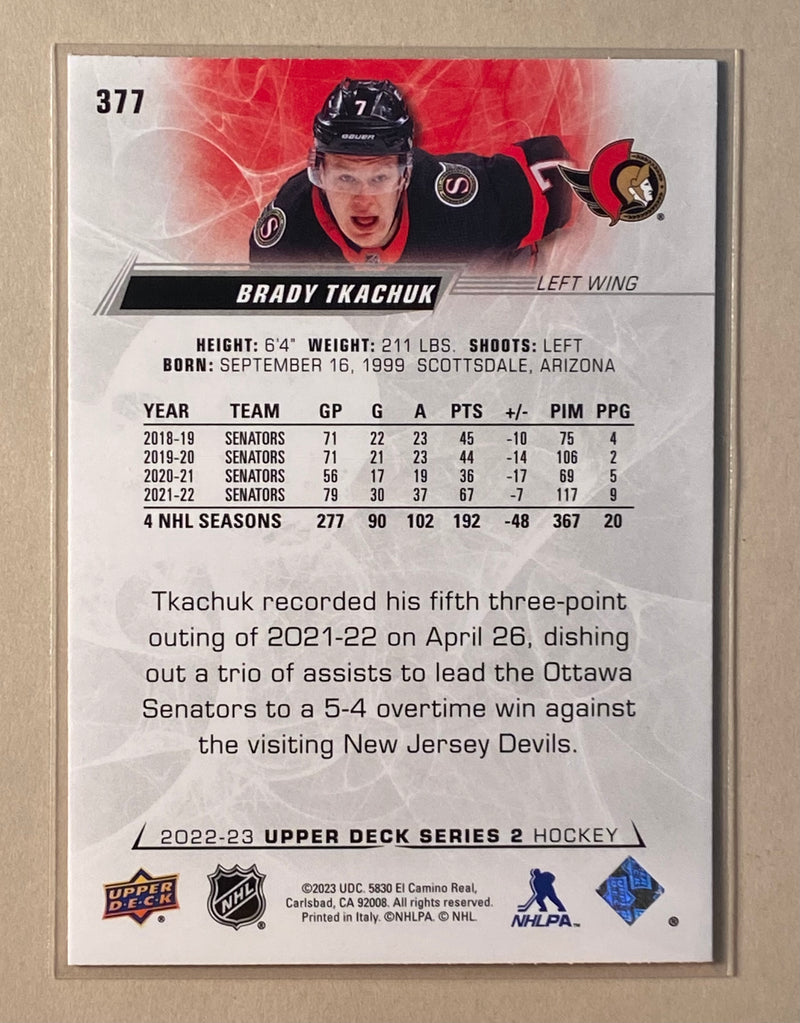 377
7
BAUER
7
BRADY TKACHUK
LEFT WING
HEIGHT: 6'4" WEIGHT: 211 LBS. SHOOTS: LEFT
BORN: SEPTEMBER 16, 1999 SCOTTSDALE, ARIZONA
YEAR TEAM GP G A PTS +/- PIM PPG
2018-19 SENATORS 71 22 23 45 -10 75 4
2019-20 SENATORS 71 21 23 44 -14 106 2
2020-21 SENATORS 56 17 19 36 -17 69 5
2021-22 SENATORS 79 30 37 67 -7 117 9
4 NHL SEASONS 277 90 102 192 -48 367 20
Tkachuk recorded his fifth three-point
outing of 2021-22 on April 26, dishing
out a trio of assists to lead the Ottawa
Senators to a 5-4 overtime win against
the visiting New Jersey Devils.
2022-23 UPPER DECK SERIES 2 HOCKEY
UPPER
D·E·C·K
®
NHL
®
©2023 UDC. 5830 El Camino Real,
Carlsbad, CA 92008. All rights reserved.
Printed in Italy. ©NHLPA. © NHL.
NHLPA™